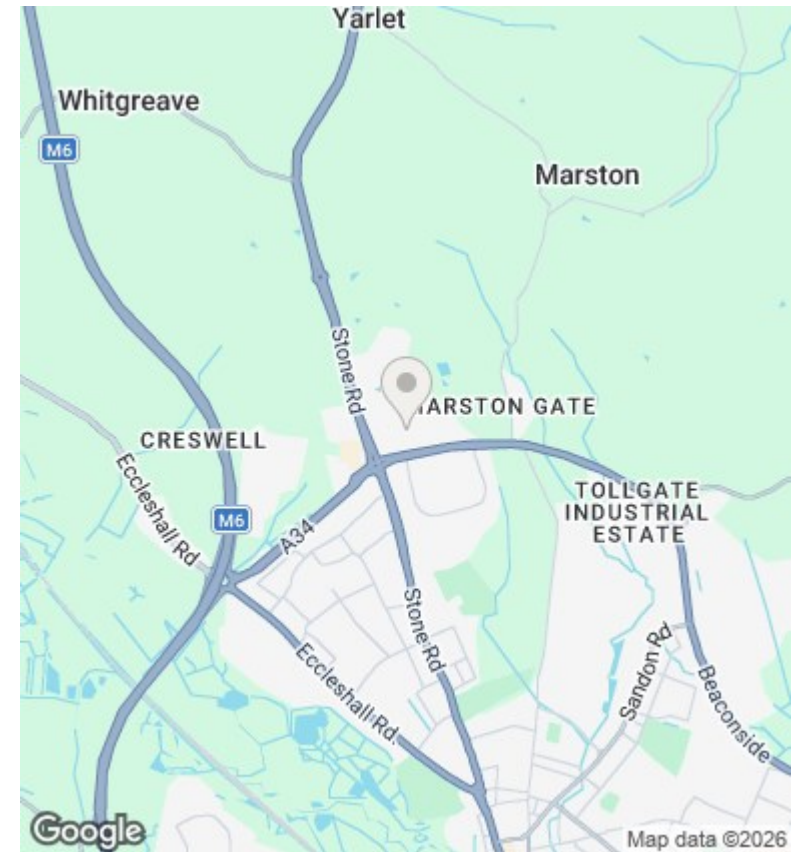 Yarlet
Whitgreave
M6
Marston
Stone Rd
MARSTON GATE
CRESWELL
Eccleshall Rd
M6
A34
TOLLGATE
INDUSTRIAL
ESTATE
Stone Rd
Eccleshall Rd
Sandon Rd
Beaconside
Google
Map data ©2026